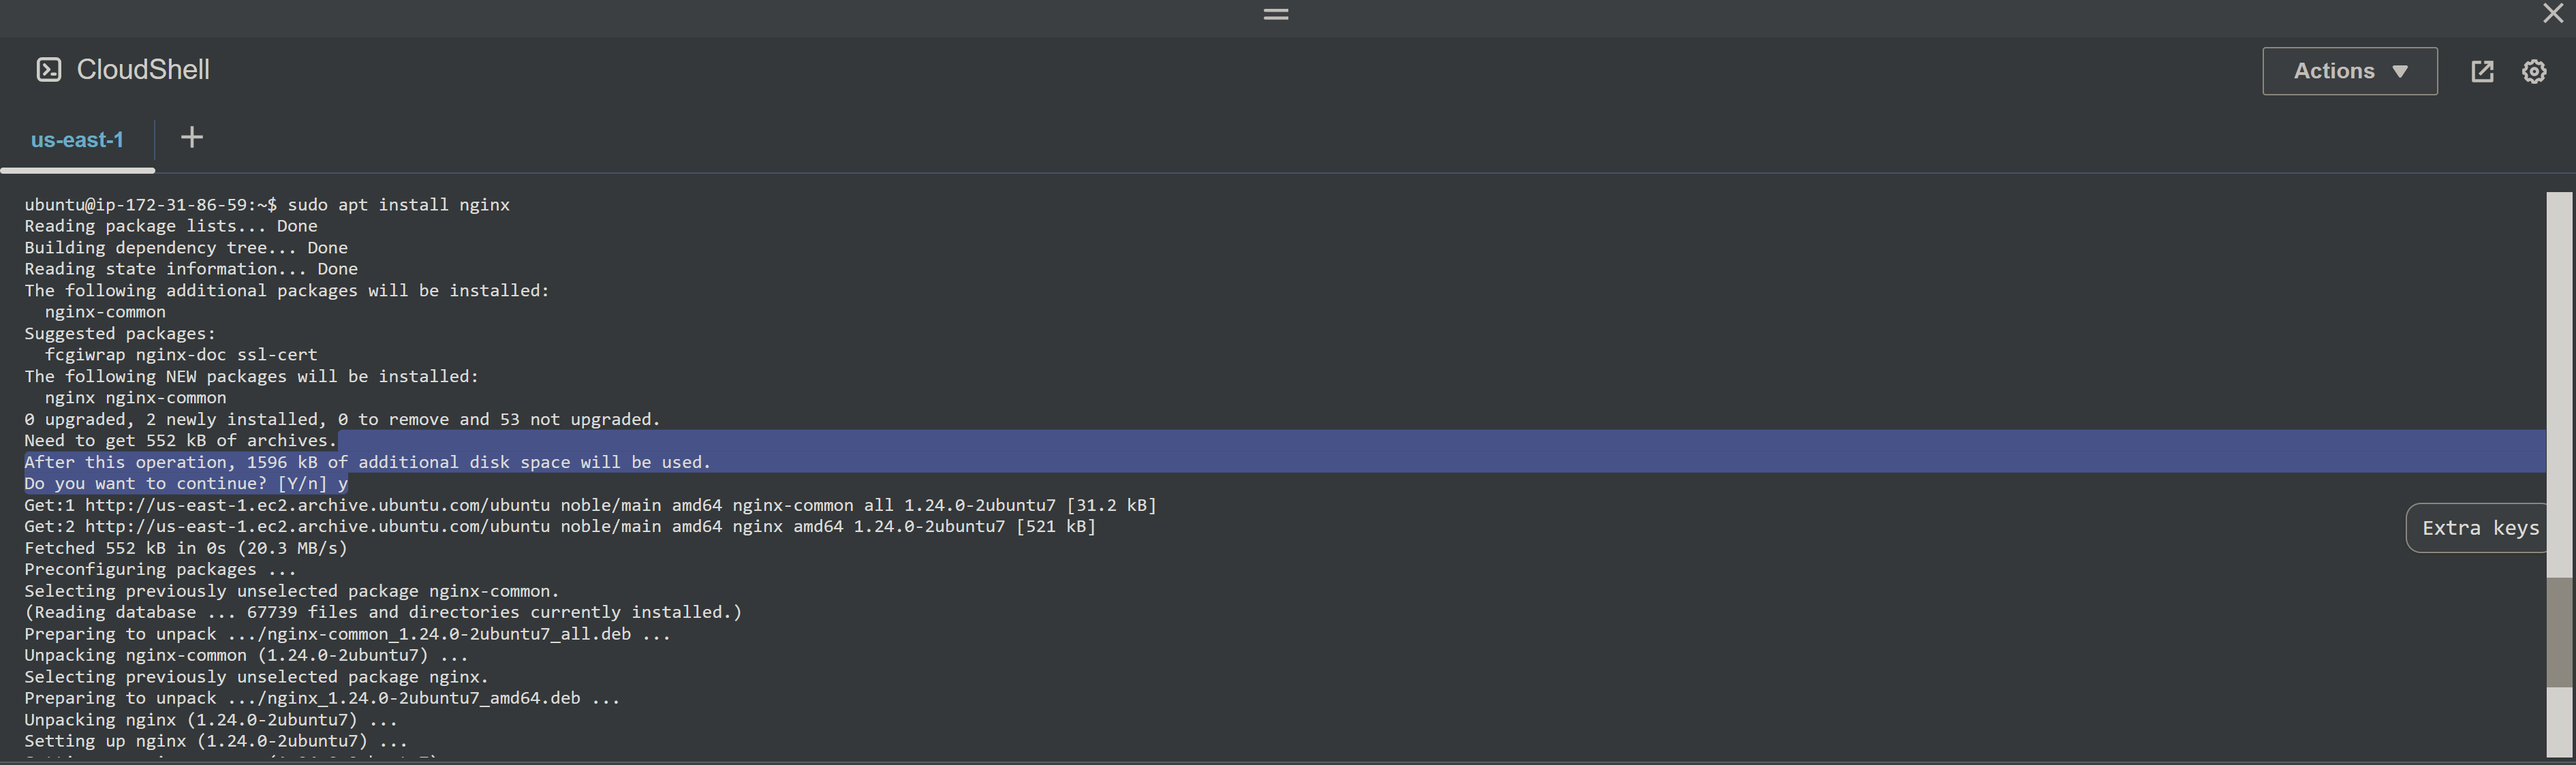 CloudShell
Actions
us-east-1
ubuntu@ip-172-31-86-59:~$ sudo apt install nginx
Reading package lists... Done
Building dependency tree... Done
Reading state information... Done
The following additional packages will be installed:
  nginx-common
Suggested packages:
  fcgiwrap nginx-doc ssl-cert
The following NEW packages will be installed:
  nginx nginx-common
0 upgraded, 2 newly installed, 0 to remove and 53 not upgraded.
Need to get 552 kB of archives.
After this operation, 1596 kB of additional disk space will be used.
Do you want to continue? [Y/n] y
Get:1 http://us-east-1.ec2.archive.ubuntu.com/ubuntu noble/main amd64 nginx-common all 1.24.0-2ubuntu7 [31.2 kB]
Get:2 http://us-east-1.ec2.archive.ubuntu.com/ubuntu noble/main amd64 nginx amd64 1.24.0-2ubuntu7 [521 kB]
Extra keys
Fetched 552 kB in 0s (20.3 MB/s)
Preconfiguring packages ...
Selecting previously unselected package nginx-common.
(Reading database ... 67739 files and directories currently installed.)
Preparing to unpack .../nginx-common_1.24.0-2ubuntu7_all.deb ...
Unpacking nginx-common (1.24.0-2ubuntu7) ...
Selecting previously unselected package nginx.
Preparing to unpack .../nginx_1.24.0-2ubuntu7_amd64.deb ...
Unpacking nginx (1.24.0-2ubuntu7) ...
Setting up nginx (1.24.0-2ubuntu7) ...